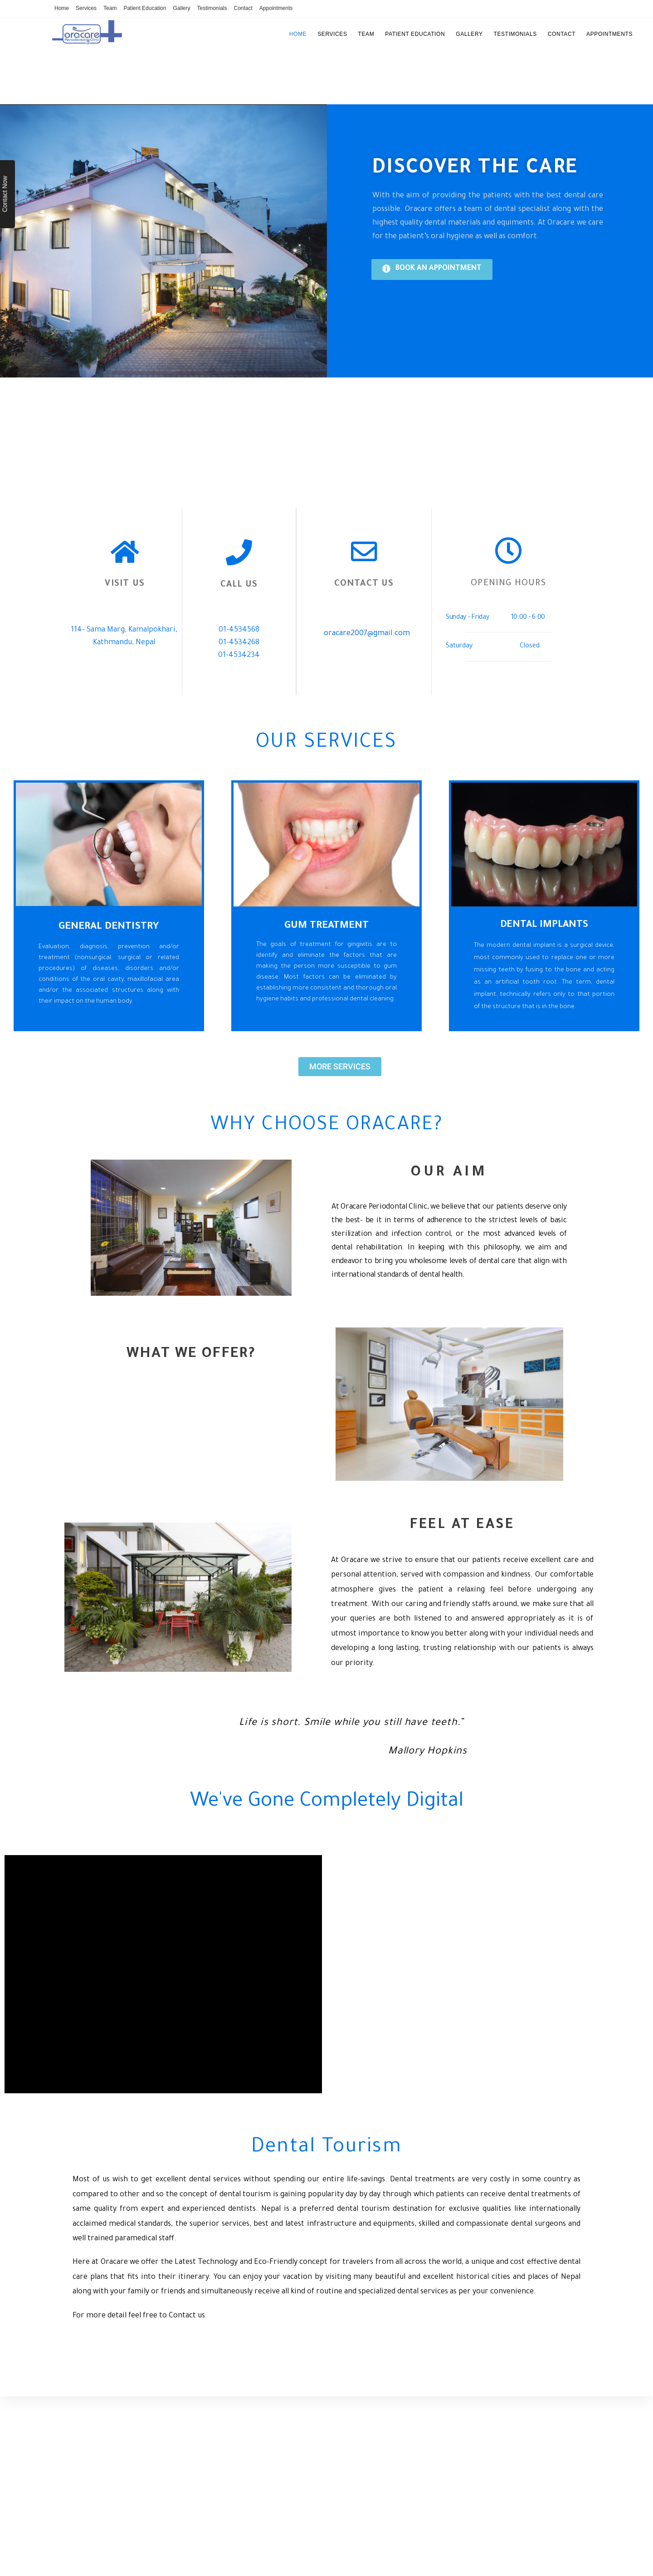 Home Services Team Patient Education Gallery Testimonials Contact Appointments
oracare
HOME SERVICES TEAM PATIENT EDUCATION GALLERY TESTIMONIALS CONTACT APPOINTMENTS
Contact Now
DISCOVER THE CARE
With the aim of providing the patients with the best dental care
possible. Oracare offers a team of dental specialist along with the
highest quality dental materials and equiments. At Oracare we care
for the patient's oral hygiene as well as comfort.
BOOK AN APPOINTMENT
VISIT US
114- Sama Marg, Kamalpokhari,
Kathmandu, Nepal
CALL US
01-4534568
01-4534268
01-4534234
CONTACT US
oracare2007@gmail.com
OPENING HOURS
Sunday - Friday 10:00 - 6:00
Saturday Closed
OUR SERVICES
GENERAL DENTISTRY
Evaluation, diagnosis, prevention and/or
treatment (nonsurgical, surgical or related
procedures) of diseases, disorders and/or
conditions of the oral cavity, maxillofacial area
and/or the associated structures along with
their impact on the human body.
GUM TREATMENT
The goals of treatment for gingivitis are to
identify and eliminate the factors that are
making the person more susceptible to gum
disease. Most factors can be eliminated by
establishing more consistent and thorough oral
hygiene habits and professional dental cleaning.
DENTAL IMPLANTS
The modern dental implant is a surgical device,
most commonly used to replace one or more
missing teeth by fusing to the bone and acting
as an artificial tooth root. The term, dental
implant, technically refers only to that portion
of the structure that is in the bone.
MORE SERVICES
WHY CHOOSE ORACARE?
OUR AIM
At Oracare Periodontal Clinic, we believe that our patients deserve only
the best- be it in terms of adherence to the strictest levels of basic
sterilization and infection control, or the most advanced levels of
dental rehabilitation. In keeping with this philosophy, we aim and
endeavor to bring you wholesome levels of dental care that align with
international standards of dental health.
WHAT WE OFFER?
FEEL AT EASE
At Oracare we strive to ensure that our patients receive excellent care and
personal attention, served with compassion and kindness. Our comfortable
atmosphere gives the patient a relaxing feel before undergoing any
treatment. With our caring and friendly staffs around, we make sure that all
your queries are both listened to and answered appropriately as it is of
utmost importance to know you better along with your individual needs and
developing a long lasting, trusting relationship with our patients is always
our priority.
Life is short. Smile while you still have teeth."
Mallory Hopkins
We've Gone Completely Digital
Dental Tourism
Most of us wish to get excellent dental services without spending our entire life-savings. Dental treatments are very costly in some country as
compared to other and so the concept of dental tourism is gaining popularity day by day through which patients can receive dental treatments of
same quality from expert and experienced dentists. Nepal is a preferred dental tourism destination for exclusive qualities like internationally
acclaimed medical standards, the superior services, best and latest infrastructure and equipments, skilled and compassionate dental surgeons and
well trained paramedical staff.
Here at Oracare we offer the Latest Technology and Eco-Friendly concept for travelers from all across the world, a unique and cost effective dental
care plans that fits into their itinerary. You can enjoy your vacation by visiting many beautiful and excellent historical cities and places of Nepal
along with your family or friends and simultaneously receive all kind of routine and specialized dental services as per your convenience.
For more detail feel free to Contact us.